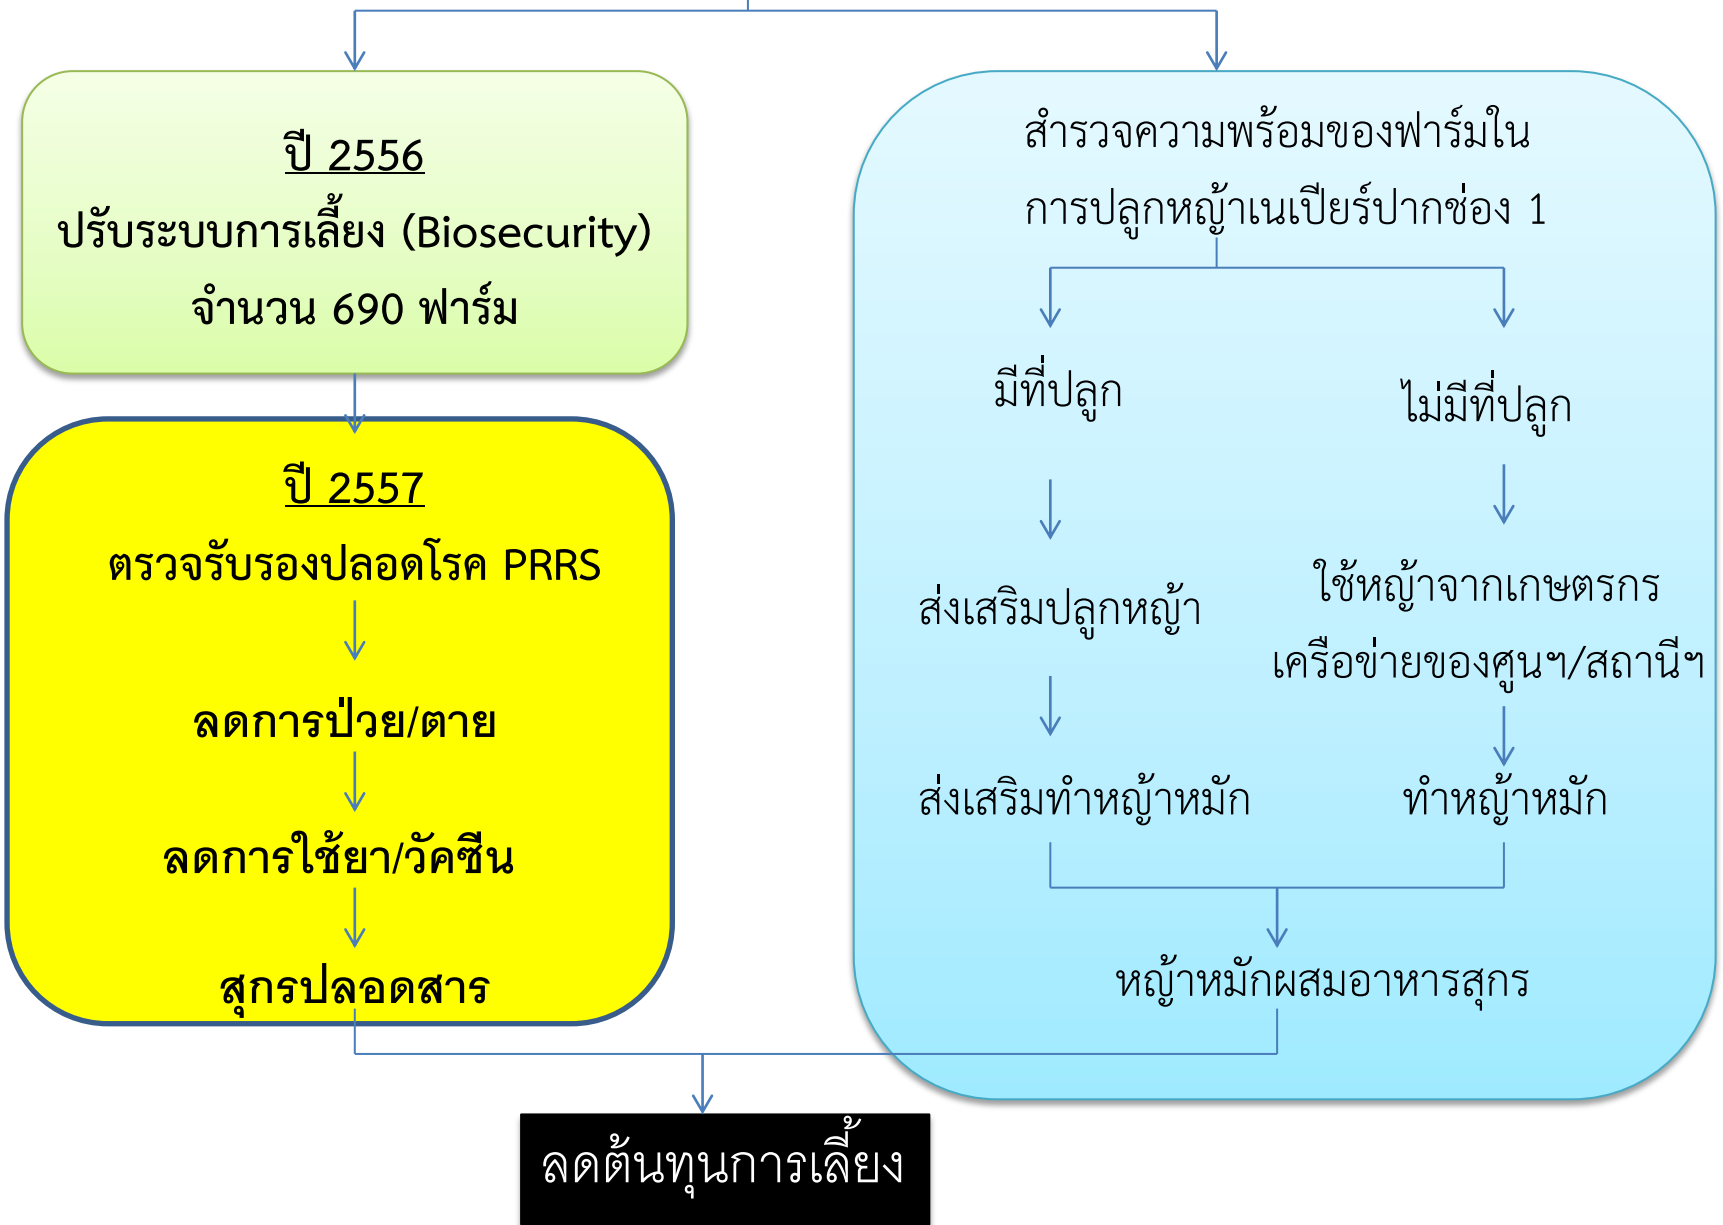 ปี 2556
ปรับระบบการเลี้ยง (Biosecurity)
จำนวน 690 ฟาร์ม
ปี 2557
ตรวจรับรองปลอดโรค PRRS
ลดการป่วย/ตาย
ลดการใช้ยา/วัคซีน
สุกรปลอดสาร
สำรวจความพร้อมของฟาร์มใน
การปลูกหญ้าเนเปียร์ปากช่อง 1
มีที่ปลูก
ไม่มีที่ปลูก
ส่งเสริมปลูกหญ้า
ใช้หญ้าจากเกษตรกร
เครือข่ายของศูนฯ/สถานีฯ
ส่งเสริมทำหญ้าหมัก
ทำหญ้าหมัก
หญ้าหมักผสมอาหารสุกร
ลดต้นทุนการเลี้ยง